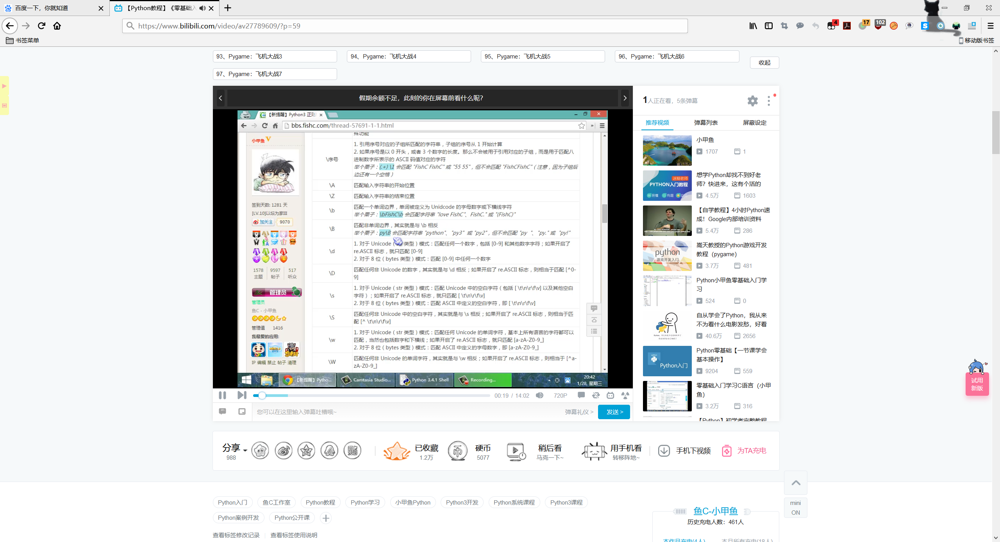 百度一下，你就知道
【Python教程】《零基础入
https://www.bilibili.com/video/av27789609/?p=59
4
17
102
书签菜单
移动版书签
93、Pygame：飞机大战3
94、Pygame：飞机大战4
95、Pygame：飞机大战5
96、Pygame：飞机大战6
收起
97、Pygame：飞机大战7
假期余额不足，此刻的你在屏幕前看什么呢？
【新提醒】Python3 正则
bbs.fishc.com/thread-57691-1-1.html
小甲鱼
签到天数: 1281 天
[LV.10]以坛为家III
加关注
9070
1578
9597
517
主题
帖子
听众
管理员
管理员
鱼C - 小甲鱼
管理值 1416
我是爱的应用:
IP 编辑 禁止 帖子 清理
殊功能
\序号
1. 引用序号对应的子组所匹配的字符串，子组的序号从 1 开始计算
2. 如果序号是以 0 开头，或者 3 个数字的长度。那么不会被用于引用对应的子组，而是用于匹配八
进制数字所表示的 ASCII 码值对应的字符
举个栗子：(.+) \1 会匹配 "FishC FishC" 或 "55 55"，但不会匹配 "FishCFishC"（注意，因为子组后
边还有一个空格）
\A
匹配输入字符串的开始位置
\Z
匹配输入字符串的结束位置
\b
匹配一个单词边界，单词被定义为 Unidcode 的字母数字或下横线字符
举个栗子：\bFishC\b 会匹配字符串 "love FishC"、FishC." 或 "(FishC)"
\B
匹配非单词边界，其实就是与 \b 相反
举个栗子：py\B 会匹配字符串 "python"、"py3" 或 "py2"，但不会匹配 "py "、"py." 或 "py!"
\d
1. 对于 Unicode（str 类型）模式：匹配任何一个数字，包括 [0-9] 和其他数字字符；如果开启了
re.ASCII 标志，就只匹配 [0-9]
2. 对于 8 位（bytes 类型）模式：匹配 [0-9] 中任何一个数字
\D
匹配任何非 Unicode 的数字，其实就是与 \d 相反；如果开启了 re.ASCII 标志，则相当于匹配 [^0-
9]
\s
1. 对于 Unicode（str 类型）模式：匹配 Unicode 中的空白字符（包括 [ \t\n\r\f\v] 以及其他空白
字符）；如果开启了 re.ASCII 标志，就只匹配 [ \t\n\r\f\v]
2. 对于 8 位（bytes 类型）模式：匹配 ASCII 中定义的空白字符，即 [ \t\n\r\f\v]
\S
匹配任何非 Unicode 中的空白字符，其实就是与 \s 相反；如果开启了 re.ASCII 标志，则相当于匹
配 [^ \t\n\r\f\v]
\w
1. 对于 Unicode（str 类型）模式：匹配任何 Unicode 的单词字符，基本上所有语言的字符都可以
匹配，当然也包括数字和下横线；如果开启了 re.ASCII 标志，就只匹配 [a-zA-Z0-9_]
2. 对于 8 位（bytes 类型）模式：匹配 ASCII 中定义的字母数字，即 [a-zA-Z0-9_]
\W
匹配任何非 Unicode 的单词字符，其实就是与 \w 相反；如果开启了 re.ASCII 标志，则相当于 [^a-
zA-Z0-9_]
【新提醒】Pytho...
Camtasia Studio...
Python 3.4.1 Shell
Recording...
20:42
1/28, 星期三
00:19 / 14:02
720P
您可以在这里输入弹幕吐槽哦~
弹幕礼仪 >
发送 >
1人正在看，5条弹幕
推荐视频
弹幕列表
屏蔽设定
小甲鱼
1707
1
迷糊老师
PYTHON入门教程
易懂
有趣
想学Python却找不到好老
师？快进来，这有个活的
4.5万
1603
【自学教程】4小时Python速
成！Google内部培训资料
5.4万
286
python
游戏开发入门
嵩天教授的Python游戏开发
教程（pygame）
3.7万
481
Python小甲鱼零基础入门学
习
524
0
自从学会了Python，我从来
不为看什么电影发愁，好看
40.6万
2656
Python入门
Python零基础【一节课学会
基本操作】
9204
559
零基础入门学习C语言（小甲
鱼）
3.2万
316
【Python】初学者完整教程
试用
新版
分享
988
已收藏
1.2万
硬币
5077
稍后看
马克一下~
用手机看
转移阵地~
手机下视频
为TA充电
Python入门
鱼C工作室
Python教程
Python学习
小甲鱼Python
Python3开发
Python系统课程
Python3课程
Python案例开发
Python公开课
查看标签修改记录
查看标签使用说明
鱼C-小甲鱼
历史充电人数：461人
本作品充电(4人)
本月所有充电(18人)
mini
ON